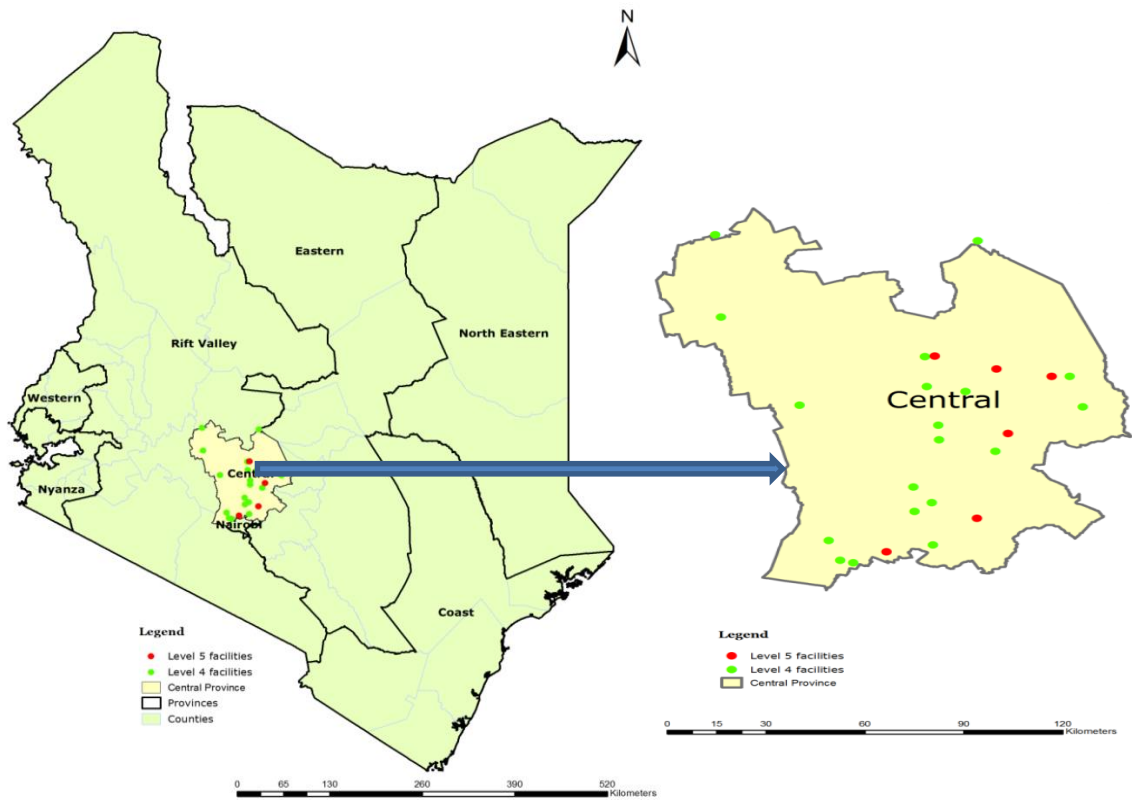 N
Eastern
North Eastern
Rift Valley
Western
Central
Nyanza
Nairobi
Coast
Legend
Level 5 facilities
Level 4 facilities
Central Province
Provinces
Counties
0 65 130 260 390 520
Kilometers
Central
Legend
Level 5 facilities
Level 4 facilities
Central Province
0 15 30 60 90 120
Kilometers